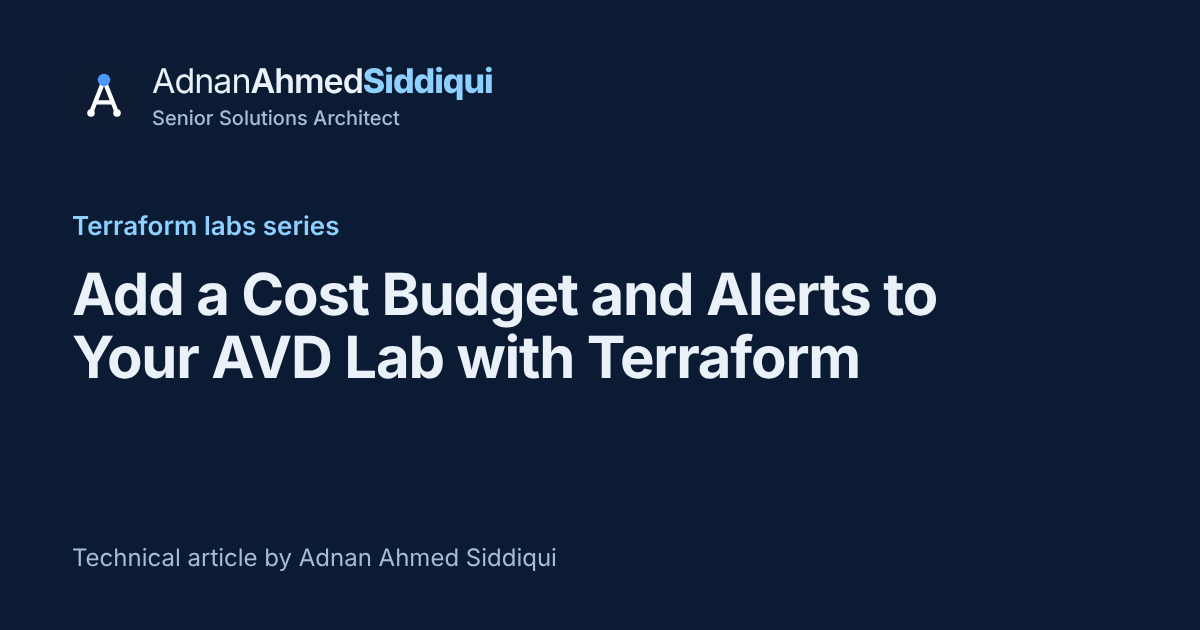 AdnanAhmedSiddiqui
Senior Solutions Architect
Terraform labs series
Add a Cost Budget and Alerts to
Your AVD Lab with Terraform
Technical article by Adnan Ahmed Siddiqui